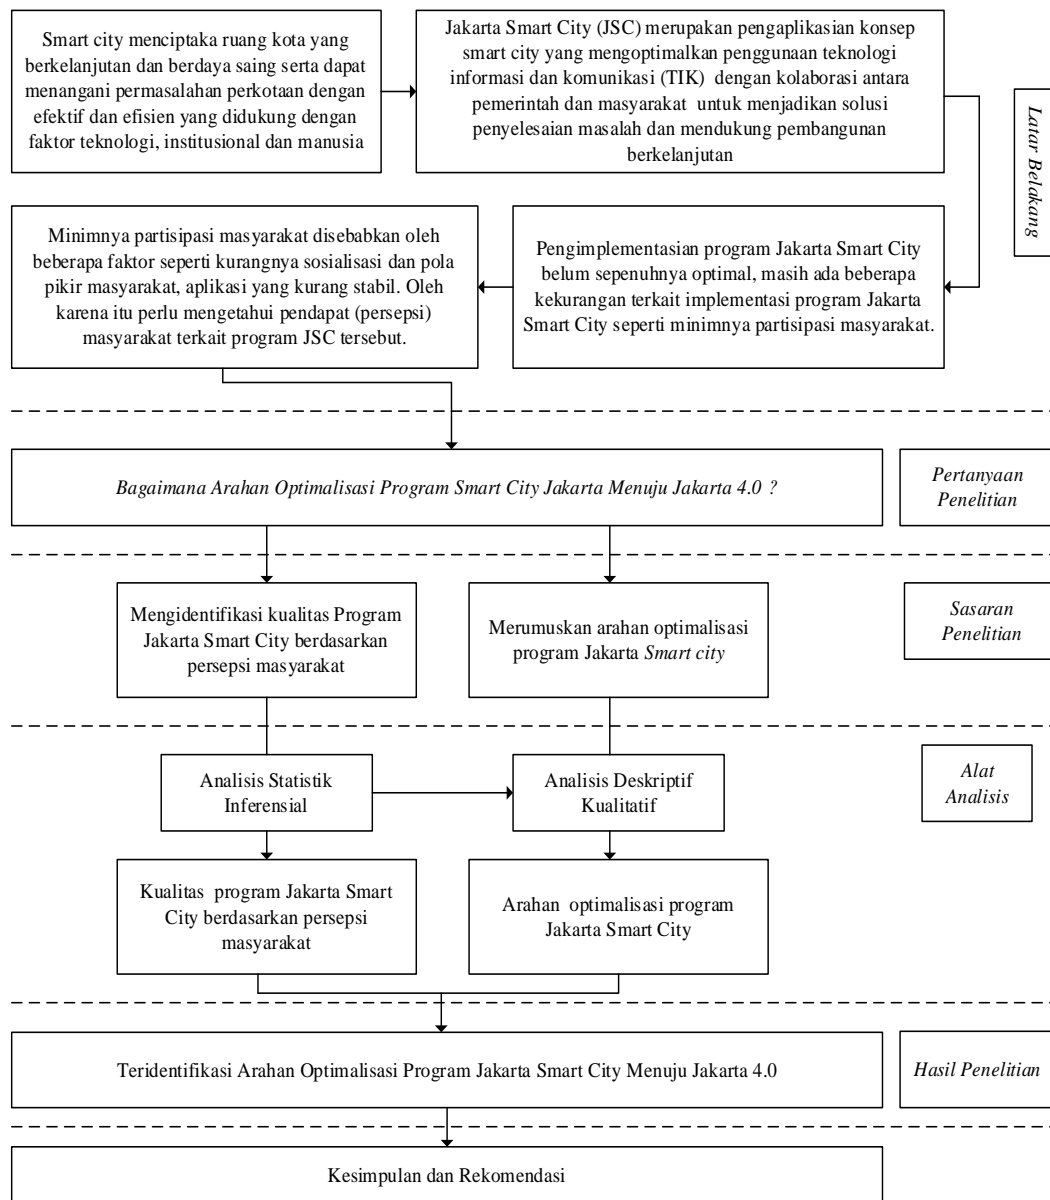 Smart city menciptaka ruang kota yang
berkelanjutan dan berdaya saing serta dapat
menangani permasalahan perkotaan dengan
efektif dan efisien yang didukung dengan
faktor teknologi, institusional dan manusia
Jakarta Smart City (JSC) merupakan pengaplikasian konsep
smart city yang mengoptimalkan penggunaan teknologi
informasi dan komunikasi (TIK) dengan kolaborasi antara
pemerintah dan masyarakat untuk menjadikan solusi
penyelesaian masalah dan mendukung pembangunan
berkelanjutan
Latar Belakang
Pengimplementasian program Jakarta Smart City
belum sepenuhnya optimal, masih ada beberapa
kekurangan terkait implementasi program Jakarta
Smart City seperti minimnya partisipasi masyarakat.
Minimnya partisipasi masyarakat disebabkan oleh
beberapa faktor seperti kurangnya sosialisasi dan pola
pikir masyarakat, aplikasi yang kurang stabil. Oleh
karena itu perlu mengetahui pendapat (persepsi)
masyarakat terkait program JSC tersebut.
Bagaimana Arahan Optimalisasi Program Smart City Jakarta Menuju Jakarta 4.0 ?
Pertanyaan
Penelitian
Mengidentifikasi kualitas Program
Jakarta Smart City berdasarkan
persepsi masyarakat
Merumuskan arahan optimalisasi
program Jakarta Smart city
Sasaran
Penelitian
Analisis Statistik
Inferensial
Analisis Deskriptif
Kualitatif
Alat
Analisis
Kualitas program Jakarta Smart
City berdasarkan persepsi
masyarakat
Arahan optimalisasi program
Jakarta Smart City
Teridentifikasi Arahan Optimalisasi Program Jakarta Smart City Menuju Jakarta 4.0
Hasil Penelitian
Kesimpulan dan Rekomendasi